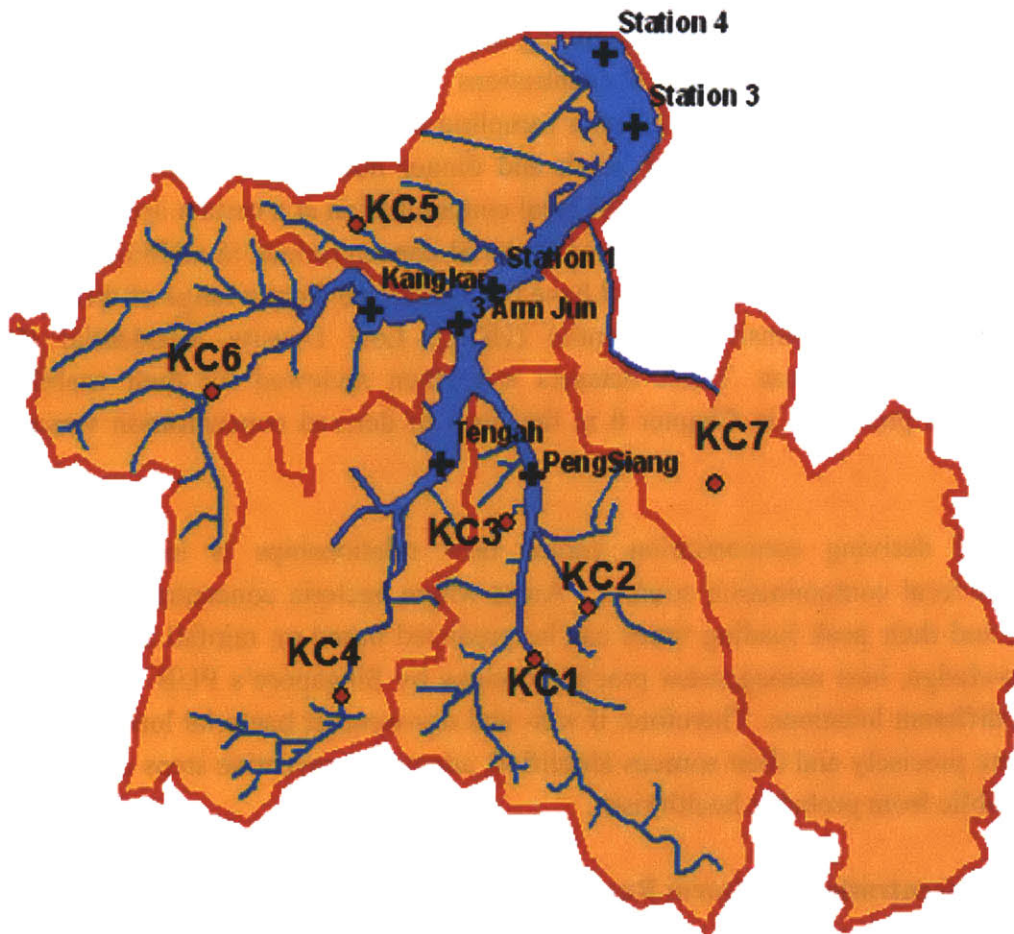 Station 4
Station 3
KC5
Station 1
Kangkar
3 Arm Jun
KC6
Tengah
KC7
PengSiang
KC3
KC2
KC4
KC1